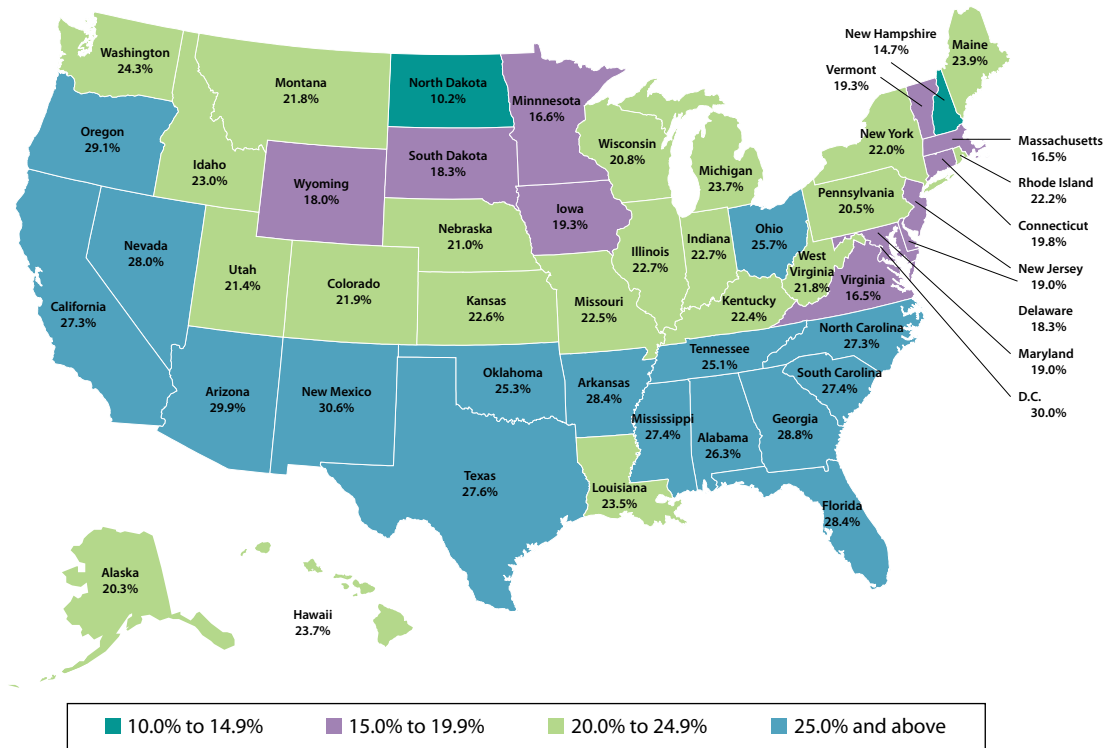 Washington
24.3%
Montana
21.8%
North Dakota
10.2%
Minnnesota
16.6%
New Hampshire
14.7%
Vermont
19.3%
Maine
23.9%
Oregon
29.1%
Idaho
23.0%
Wyoming
18.0%
South Dakota
18.3%
Wisconsin
20.8%
Michigan
23.7%
New York
22.0%
Massachusetts
16.5%
Rhode Island
22.2%
Connecticut
19.8%
New Jersey
19.0%
Delaware
18.3%
Maryland
19.0%
D.C.
30.0%
Nevada
28.0%
Utah
21.4%
Colorado
21.9%
Nebraska
21.0%
Iowa
19.3%
Illinois
22.7%
Indiana
22.7%
Ohio
25.7%
Pennsylvania
20.5%
West
Virginia
21.8%
Virginia
16.5%
California
27.3%
Kansas
22.6%
Missouri
22.5%
Kentucky
22.4%
North Carolina
27.3%
Tennessee
25.1%
South Carolina
27.4%
Arizona
29.9%
New Mexico
30.6%
Oklahoma
25.3%
Arkansas
28.4%
Mississippi
27.4%
Alabama
26.3%
Georgia
28.8%
Texas
27.6%
Louisiana
23.5%
Florida
28.4%
Alaska
20.3%
Hawaii
23.7%
10.0% to 14.9%
15.0% to 19.9%
20.0% to 24.9%
25.0% and above